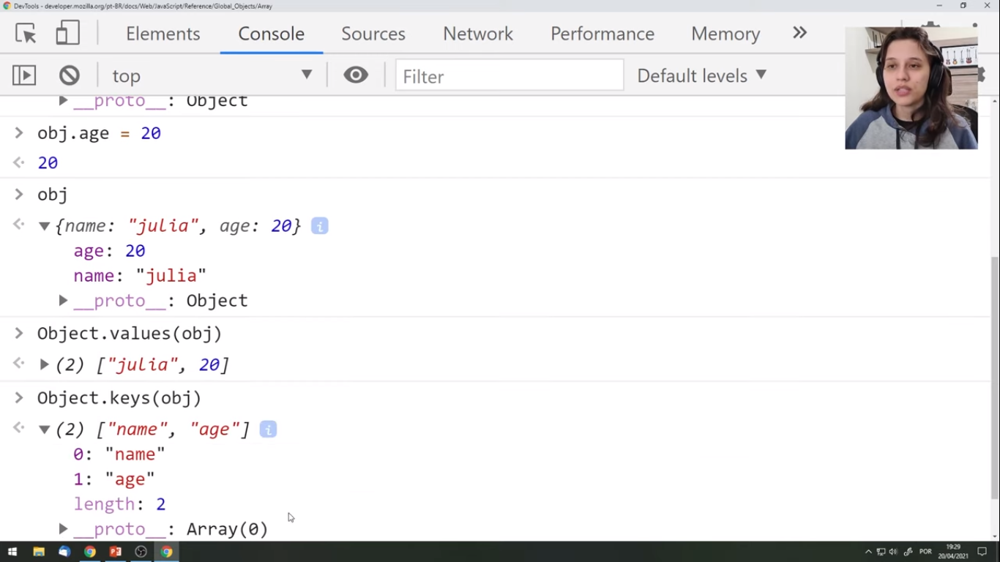 DevTools - developer.mozilla.org/pt-BR/docs/Web/JavaScript/Reference/Global_Objects/Array
Elements Console Sources Network Performance Memory »
top Filter Default levels ▼
__proto__: Object
> obj.age = 20
20
> obj
{name: "julia", age: 20} i
age: 20
name: "julia"
__proto__: Object
> Object.values(obj)
(2) ["julia", 20]
> Object.keys(obj)
(2) ["name", "age"] i
0: "name"
1: "age"
length: 2
__proto__: Array(0)
POR 19:29
20/04/2021